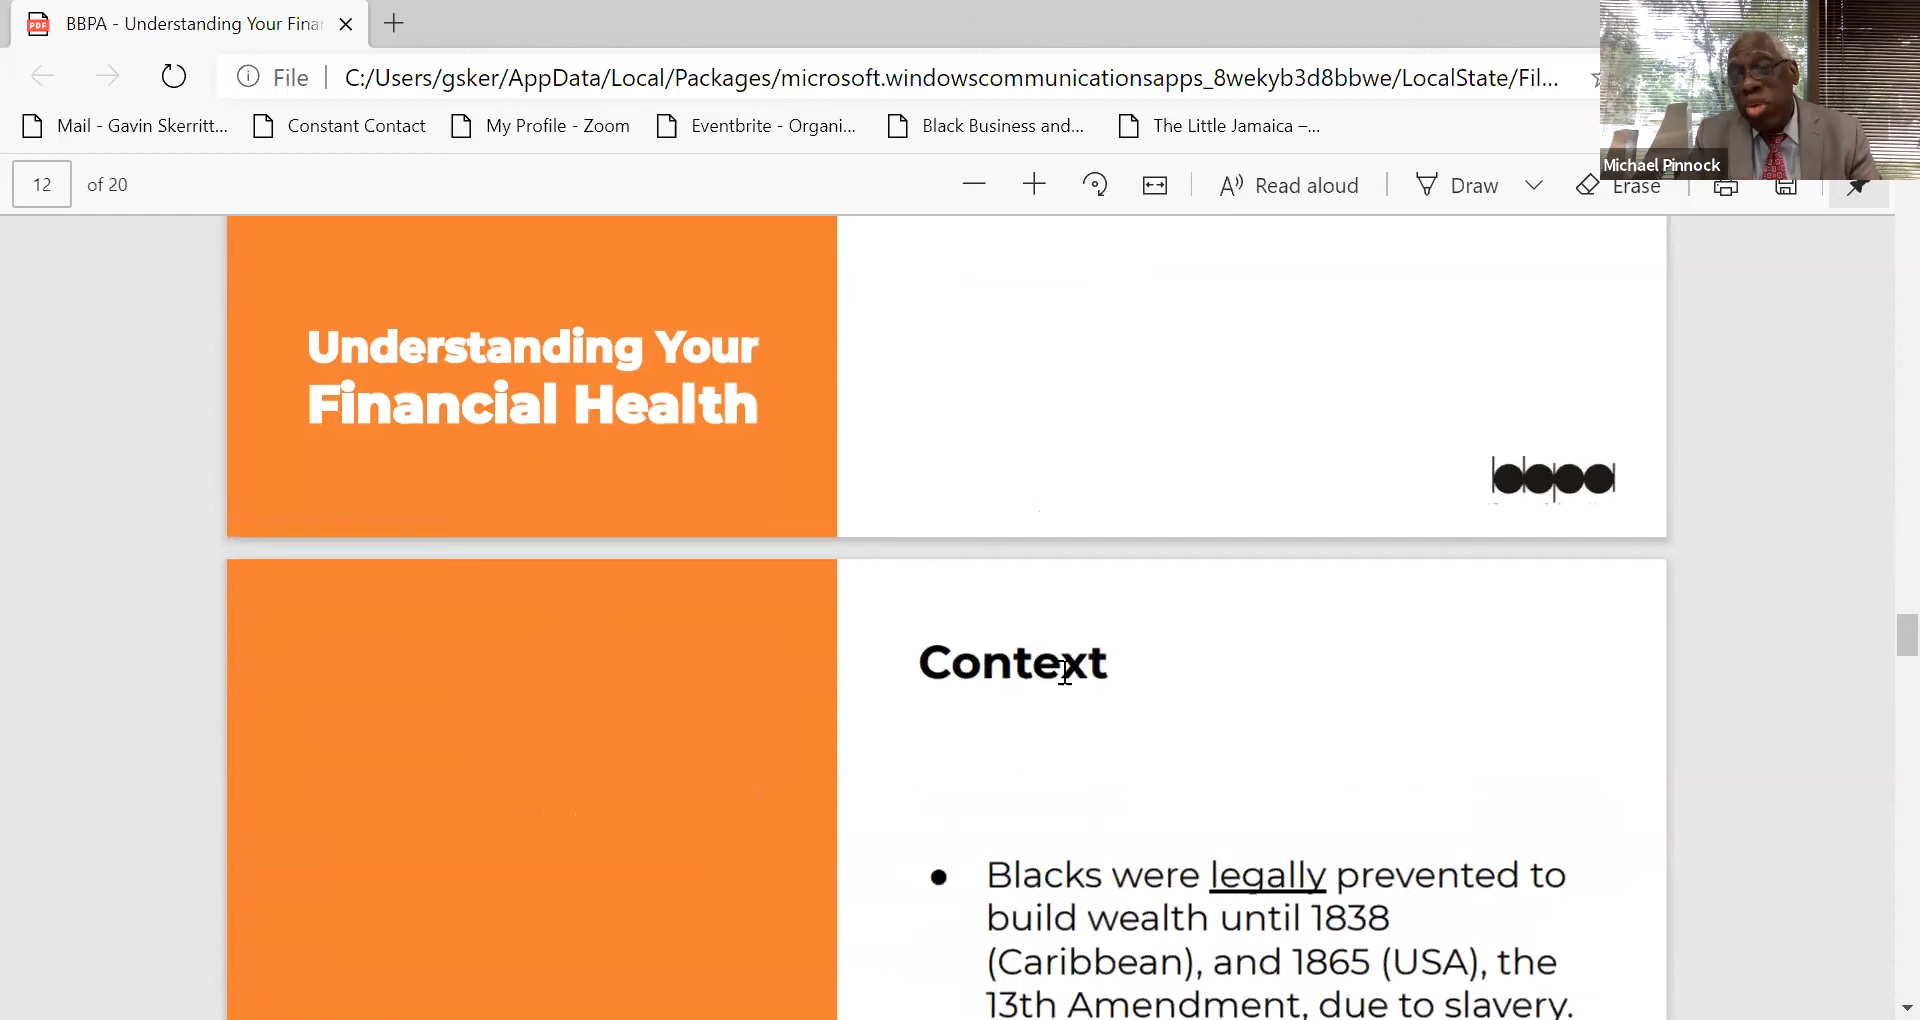 BBPA - Understanding Your Fina
File
C:/Users/gsker/AppData/Local/Packages/microsoft.windowscommunicationsapps_8wekyb3d8bbwe/LocalState/Fil...
Mail - Gavin Skerritt...
Constant Contact
My Profile - Zoom
Eventbrite - Organi...
Black Business and...
The Little Jamaica –...
Michael Pinnock
12 of 20
Read aloud
Draw
Erase
Understanding Your
Financial Health
bbpa
Context
● Blacks were legally prevented to
build wealth until 1838
(Caribbean), and 1865 (USA), the
13th Amendment, due to slavery.